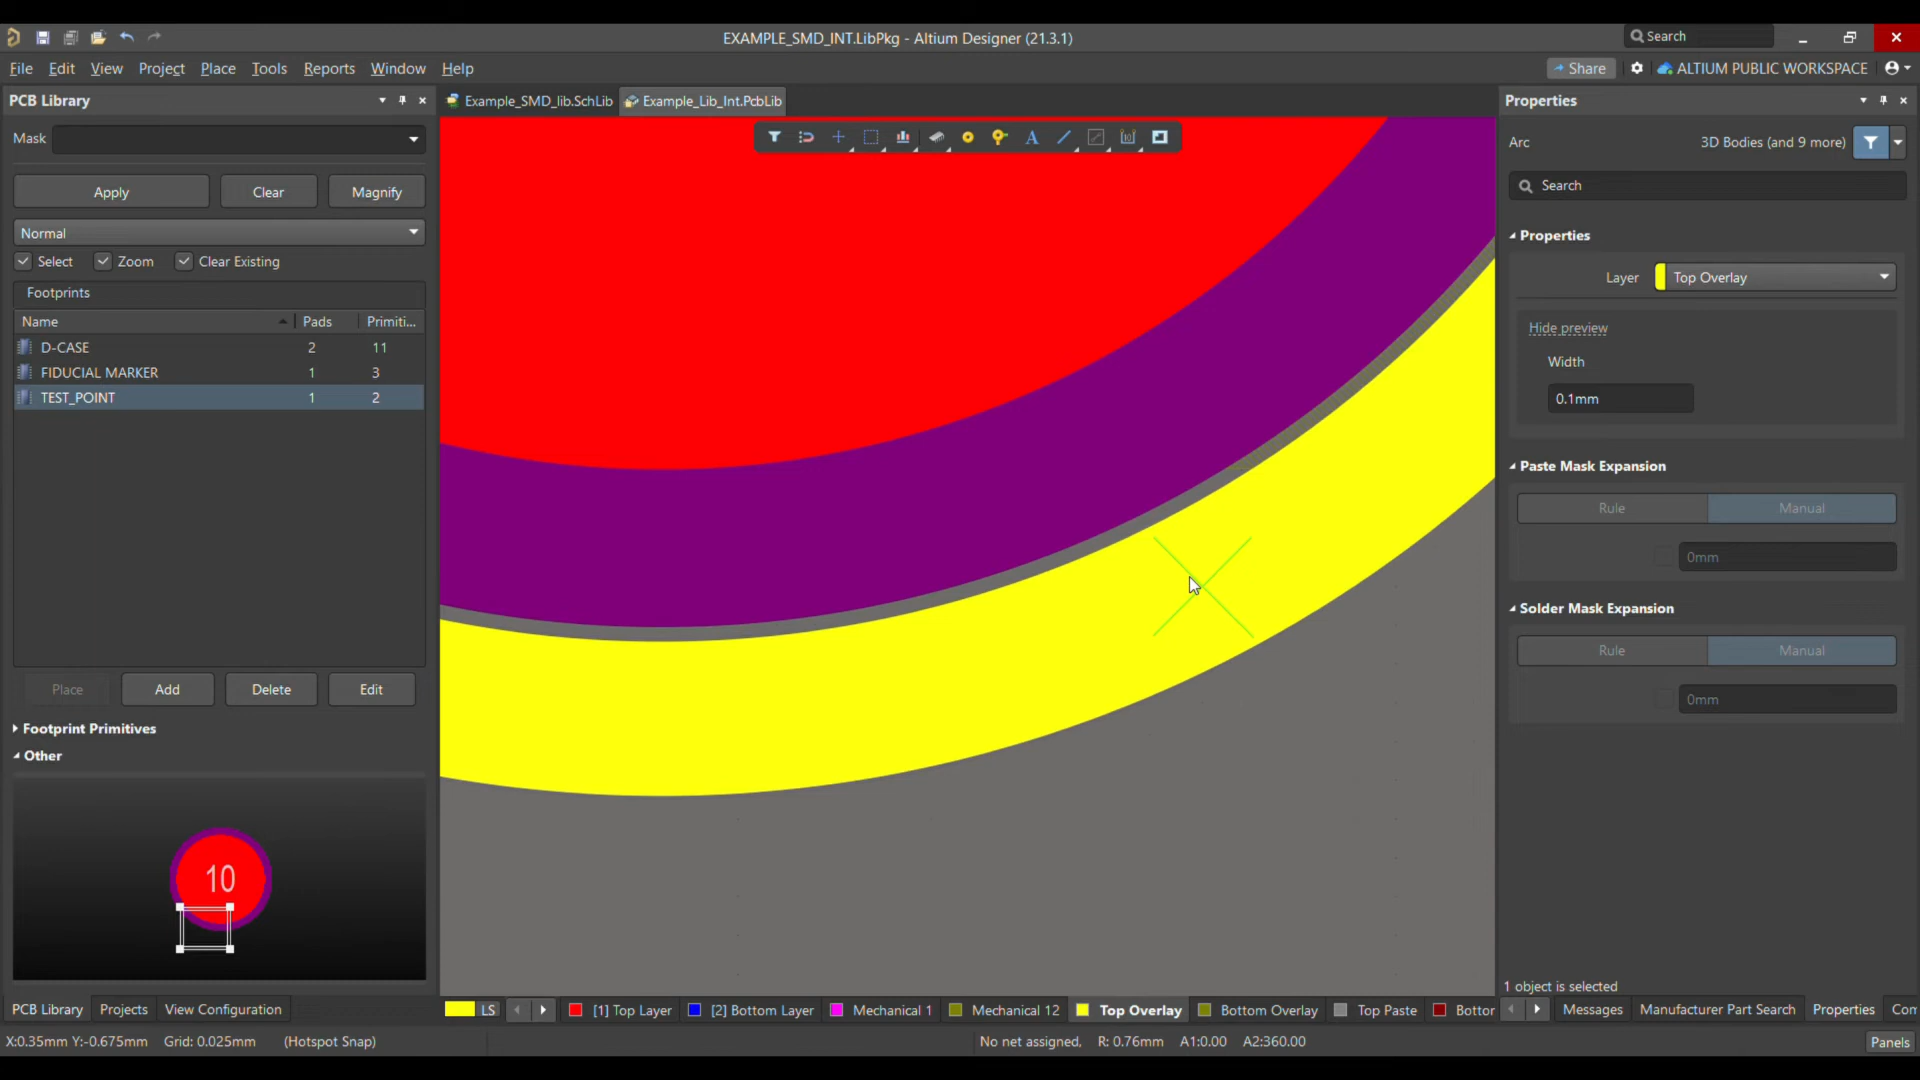 EXAMPLE_SMD_INT.LibPkg - Altium Designer (21.3.1)
Search
File Edit View Project Place Tools Reports Window Help
Share
ALTIUM PUBLIC WORKSPACE
PCB Library
Example_SMD_lib.SchLib
Example_Lib_Int.PcbLib
Properties
Mask
Arc
3D Bodies (and 9 more)
Search
Apply
Clear
Magnify
Normal
Select
Zoom
Clear Existing
Properties
Layer
Top Overlay
Footprints
Name
Pads
Primiti...
D-CASE 2 11
FIDUCIAL MARKER 1 3
TEST_POINT 1 2
Hide preview
Width
0.1mm
Paste Mask Expansion
Rule
Manual
0mm
Solder Mask Expansion
Rule
Manual
0mm
Place
Add
Delete
Edit
Footprint Primitives
Other
10
1 object is selected
PCB Library
Projects
View Configuration
LS
[1] Top Layer
[2] Bottom Layer
Mechanical 1
Mechanical 12
Top Overlay
Bottom Overlay
Top Paste
Bottor
Messages
Manufacturer Part Search
Properties
Com
X:0.35mm Y:-0.675mm Grid: 0.025mm (Hotspot Snap)
No net assigned, R: 0.76mm A1:0.00 A2:360.00
Panels